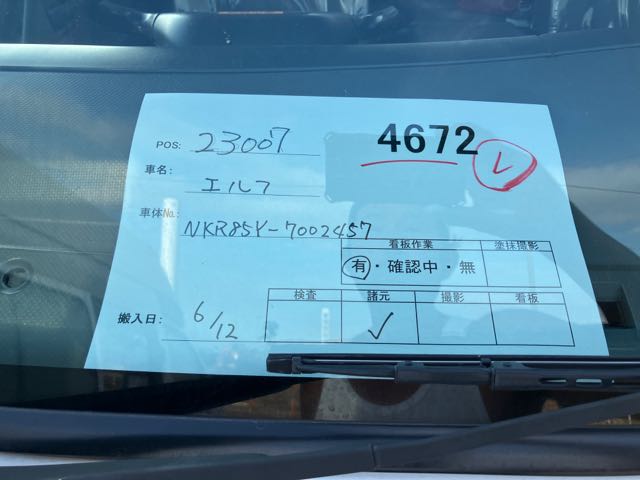 POS: 23007
4672 レ
車名: エルフ
車体No.: NKR85Y-7002457
看板作業 塗抹撮影
有・確認中・無
検査 諸元 撮影 看板
搬入日: 6/12 ✓